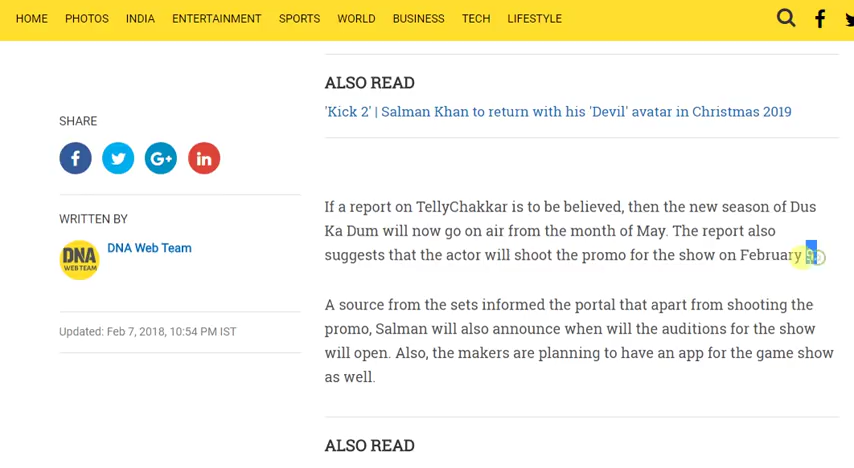 HOME PHOTOS INDIA ENTERTAINMENT SPORTS WORLD BUSINESS TECH LIFESTYLE
ALSO READ
'Kick 2' | Salman Khan to return with his 'Devil' avatar in Christmas 2019
SHARE
WRITTEN BY
DNA Web Team
DNA
WEB TEAM
Updated: Feb 7, 2018, 10:54 PM IST
If a report on TellyChakkar is to be believed, then the new season of Dus
Ka Dum will now go on air from the month of May. The report also
suggests that the actor will shoot the promo for the show on February
A source from the sets informed the portal that apart from shooting the
promo, Salman will also announce when will the auditions for the show
will open. Also, the makers are planning to have an app for the game show
as well.
ALSO READ